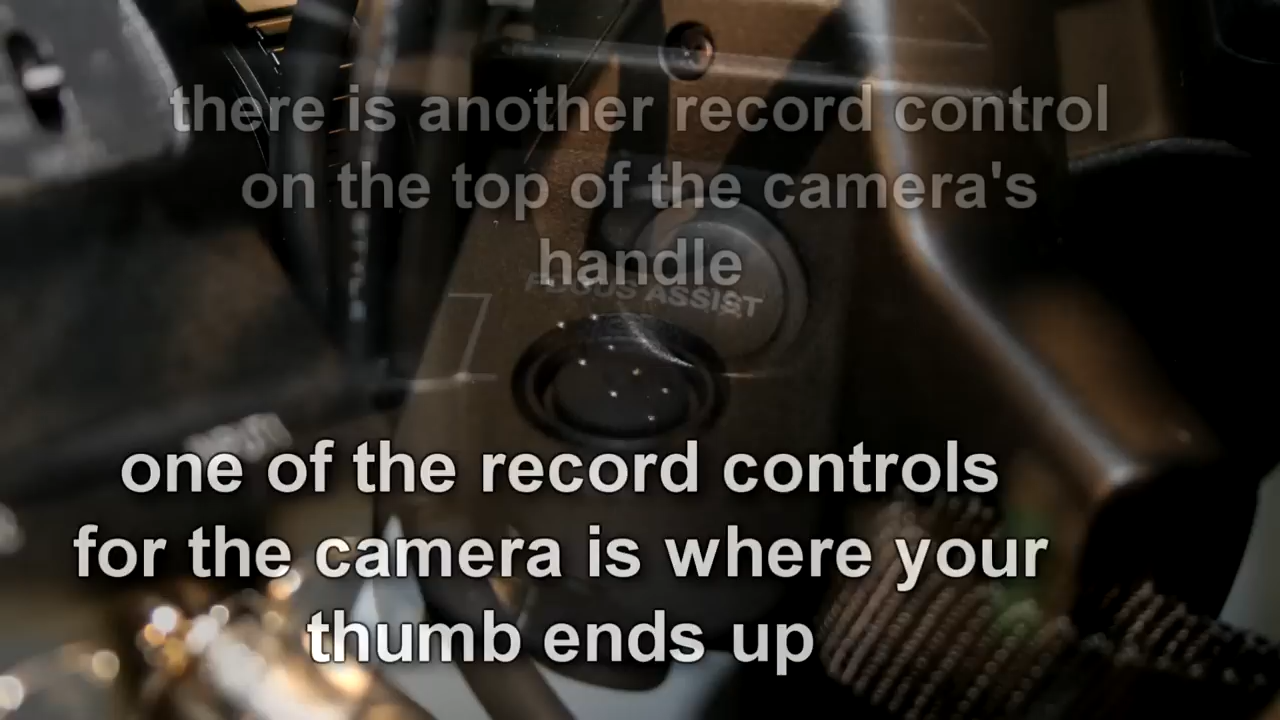 there is another record control
on the top of the camera's
handle
FOCUS ASSIST
one of the record controls
for the camera is where your
thumb ends up